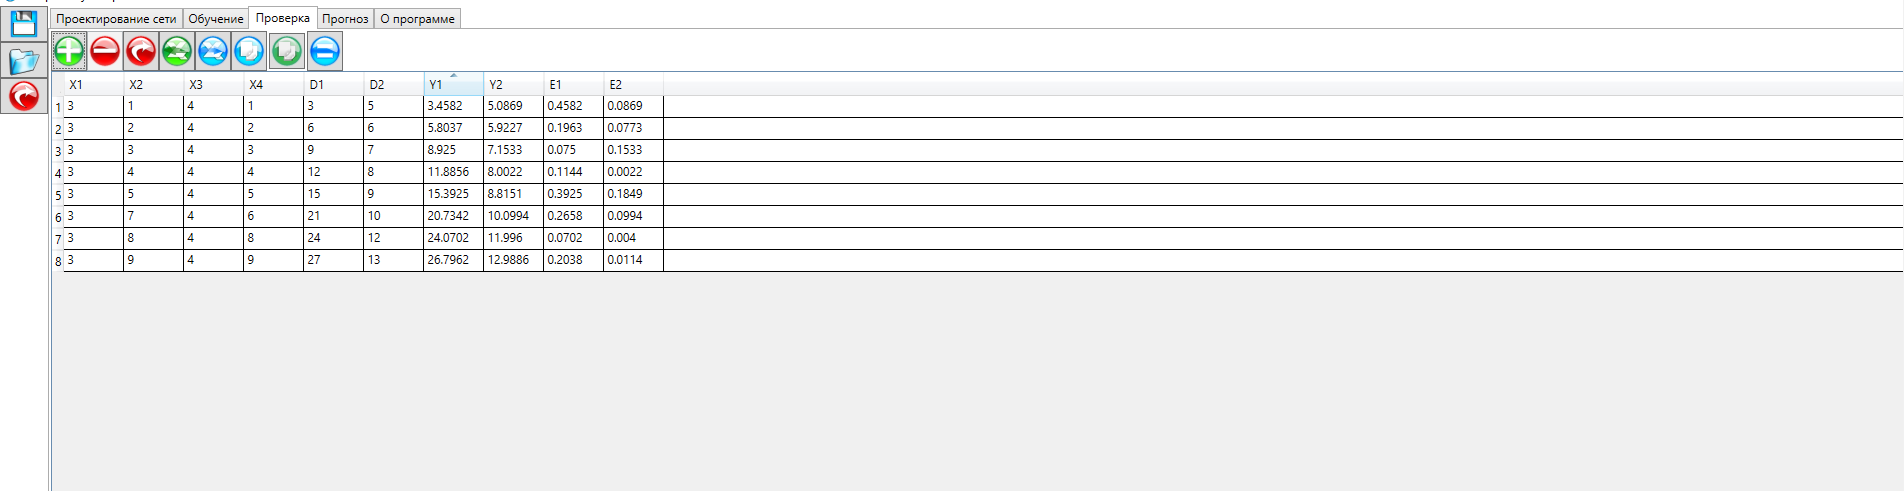 Проектирование сети Обучение Проверка Прогноз О программе
X1 X2 X3 X4 D1 D2 Y1 Y2 E1 E2
1 3 1 4 1 3 5 3.4582 5.0869 0.4582 0.0869
2 3 2 4 2 6 6 5.8037 5.9227 0.1963 0.0773
3 3 3 4 3 9 7 8.925 7.1533 0.075 0.1533
4 3 4 4 4 12 8 11.8856 8.0022 0.1144 0.0022
5 3 5 4 5 15 9 15.3925 8.8151 0.3925 0.1849
6 3 7 4 6 21 10 20.7342 10.0994 0.2658 0.0994
7 3 8 4 8 24 12 24.0702 11.996 0.0702 0.004
8 3 9 4 9 27 13 26.7962 12.9886 0.2038 0.0114